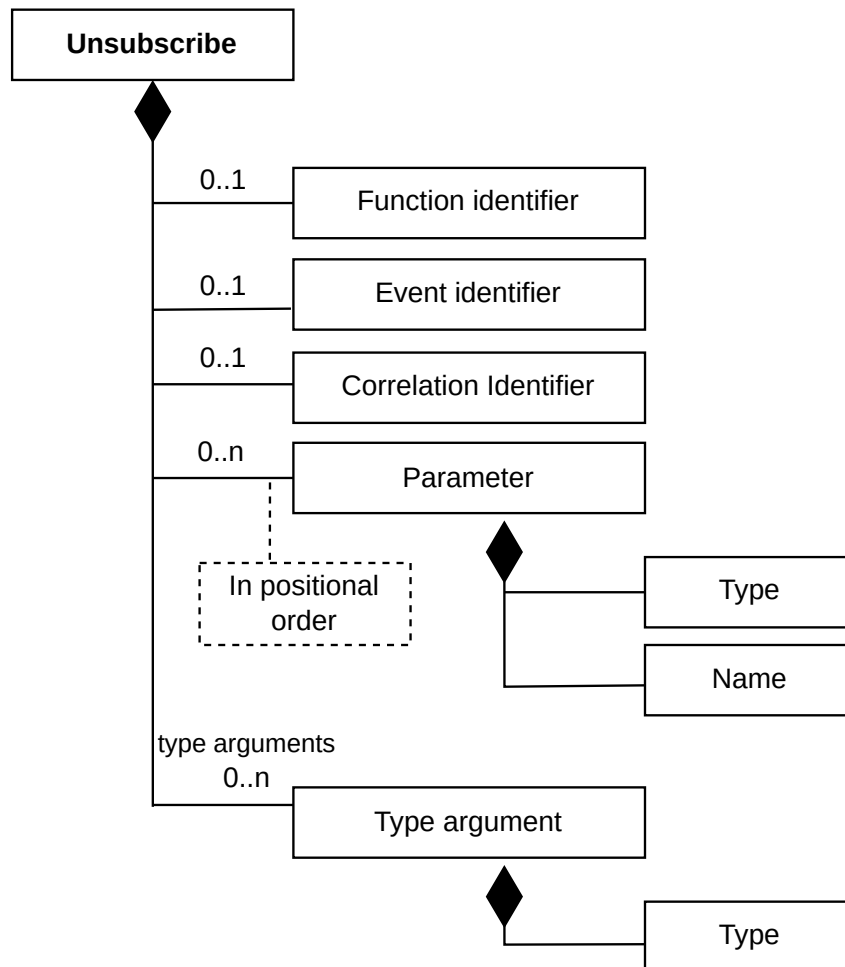 Unsubscribe
0..1
Function identifier
0..1
Event identifier
0..1
Correlation Identifier
0..n
Parameter
In positional
order
Type
Name
type arguments
0..n
Type argument
Type